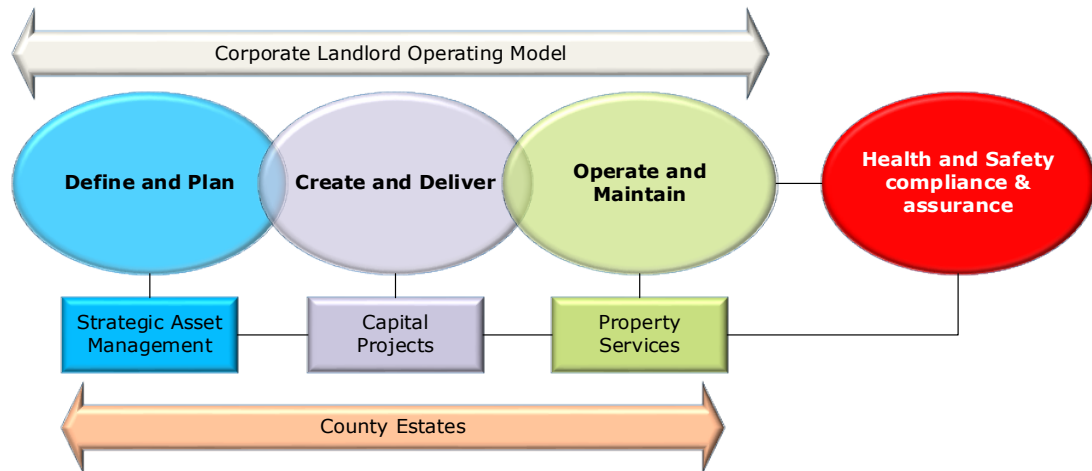 Corporate Landlord Operating Model
Define and Plan
Create and Deliver
Operate and
Maintain
Health and Safety
compliance &
assurance
Strategic Asset
Management
Capital
Projects
Property
Services
County Estates